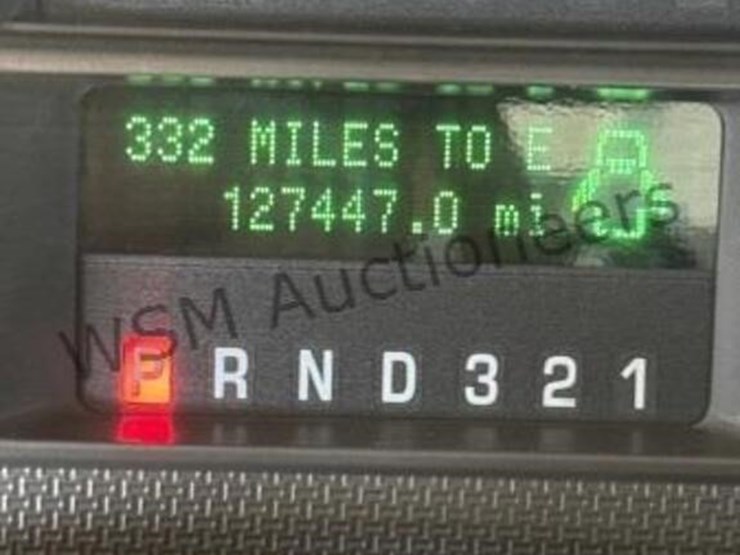 332 MILES TO E
127447.0 mi
WSM Auctioneers
P R N D 3 2 1